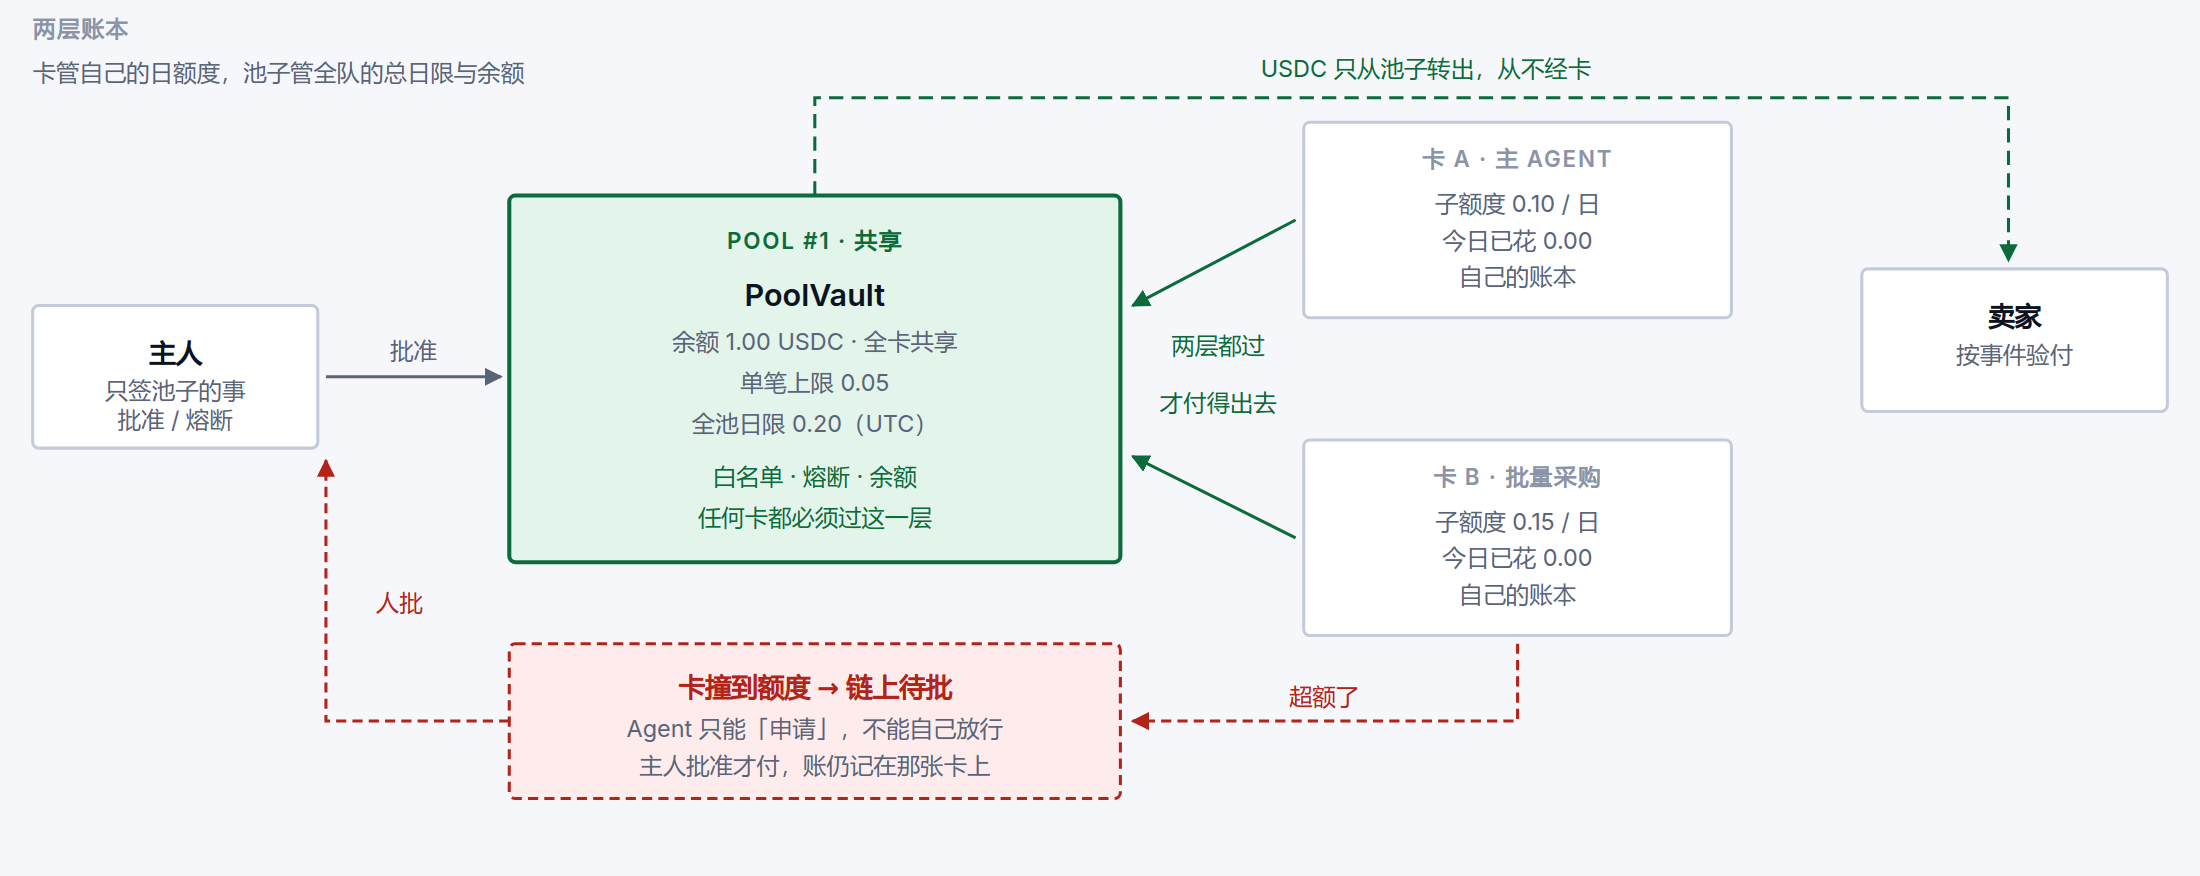 两层账本
卡管自己的日额度，池子管全队的总日限与余额
USDC 只从池子转出，从不经卡
主人
只签池子的事
批准 / 熔断
批准
POOL #1 · 共享
PoolVault
余额 1.00 USDC · 全卡共享
单笔上限 0.05
全池日限 0.20（UTC）
白名单 · 熔断 · 余额
任何卡都必须过这一层
两层都过
才付得出去
卡 A · 主 AGENT
子额度 0.10 / 日
今日已花 0.00
自己的账本
卡 B · 批量采购
子额度 0.15 / 日
今日已花 0.00
自己的账本
卖家
按事件验付
人批
卡撞到额度 → 链上待批
Agent 只能「申请」，不能自己放行
主人批准才付，账仍记在那张卡上
超额了